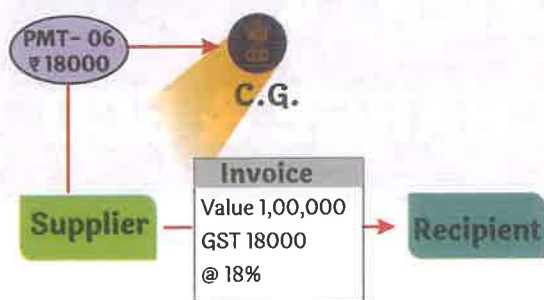 PMT- 06
₹ 18000
C.G.
Invoice
Value 1,00,000
GST 18000
@ 18%
Supplier
Recipient